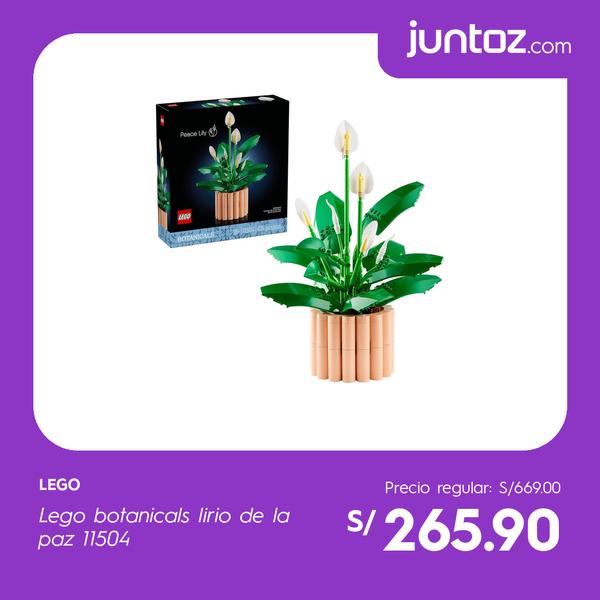 juntoz.com
LEGO
Peace Lily
LEGO
BOTANICALS
LEGO
Precio regular: S/669.00
Lego botanicals lirio de la
paz 11504
S/ 265.90